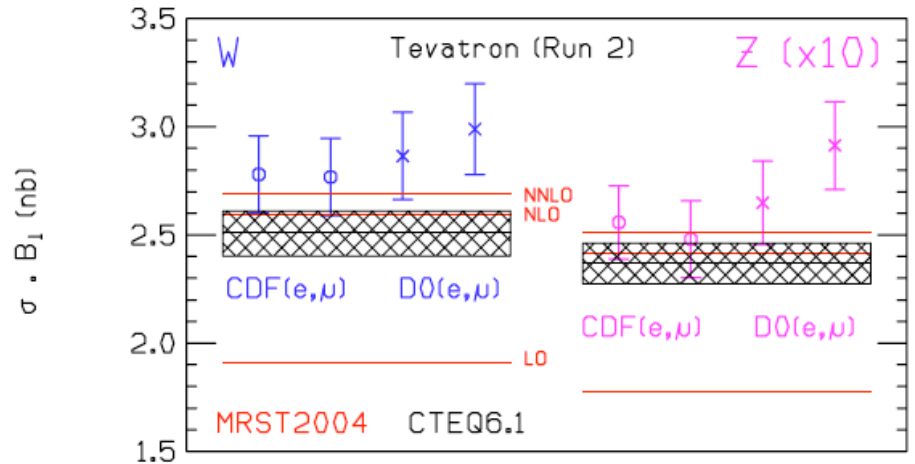 3.5
W
Tevatron (Run 2)
Z (x10)
3.0
NNLO
NLO
2.5
CDF(e,μ)
D0(e,μ)
CDF(e,μ)
D0(e,μ)
2.0
LO
MRST2004
CTEQ6.1
1.5
σ . Bl (nb)